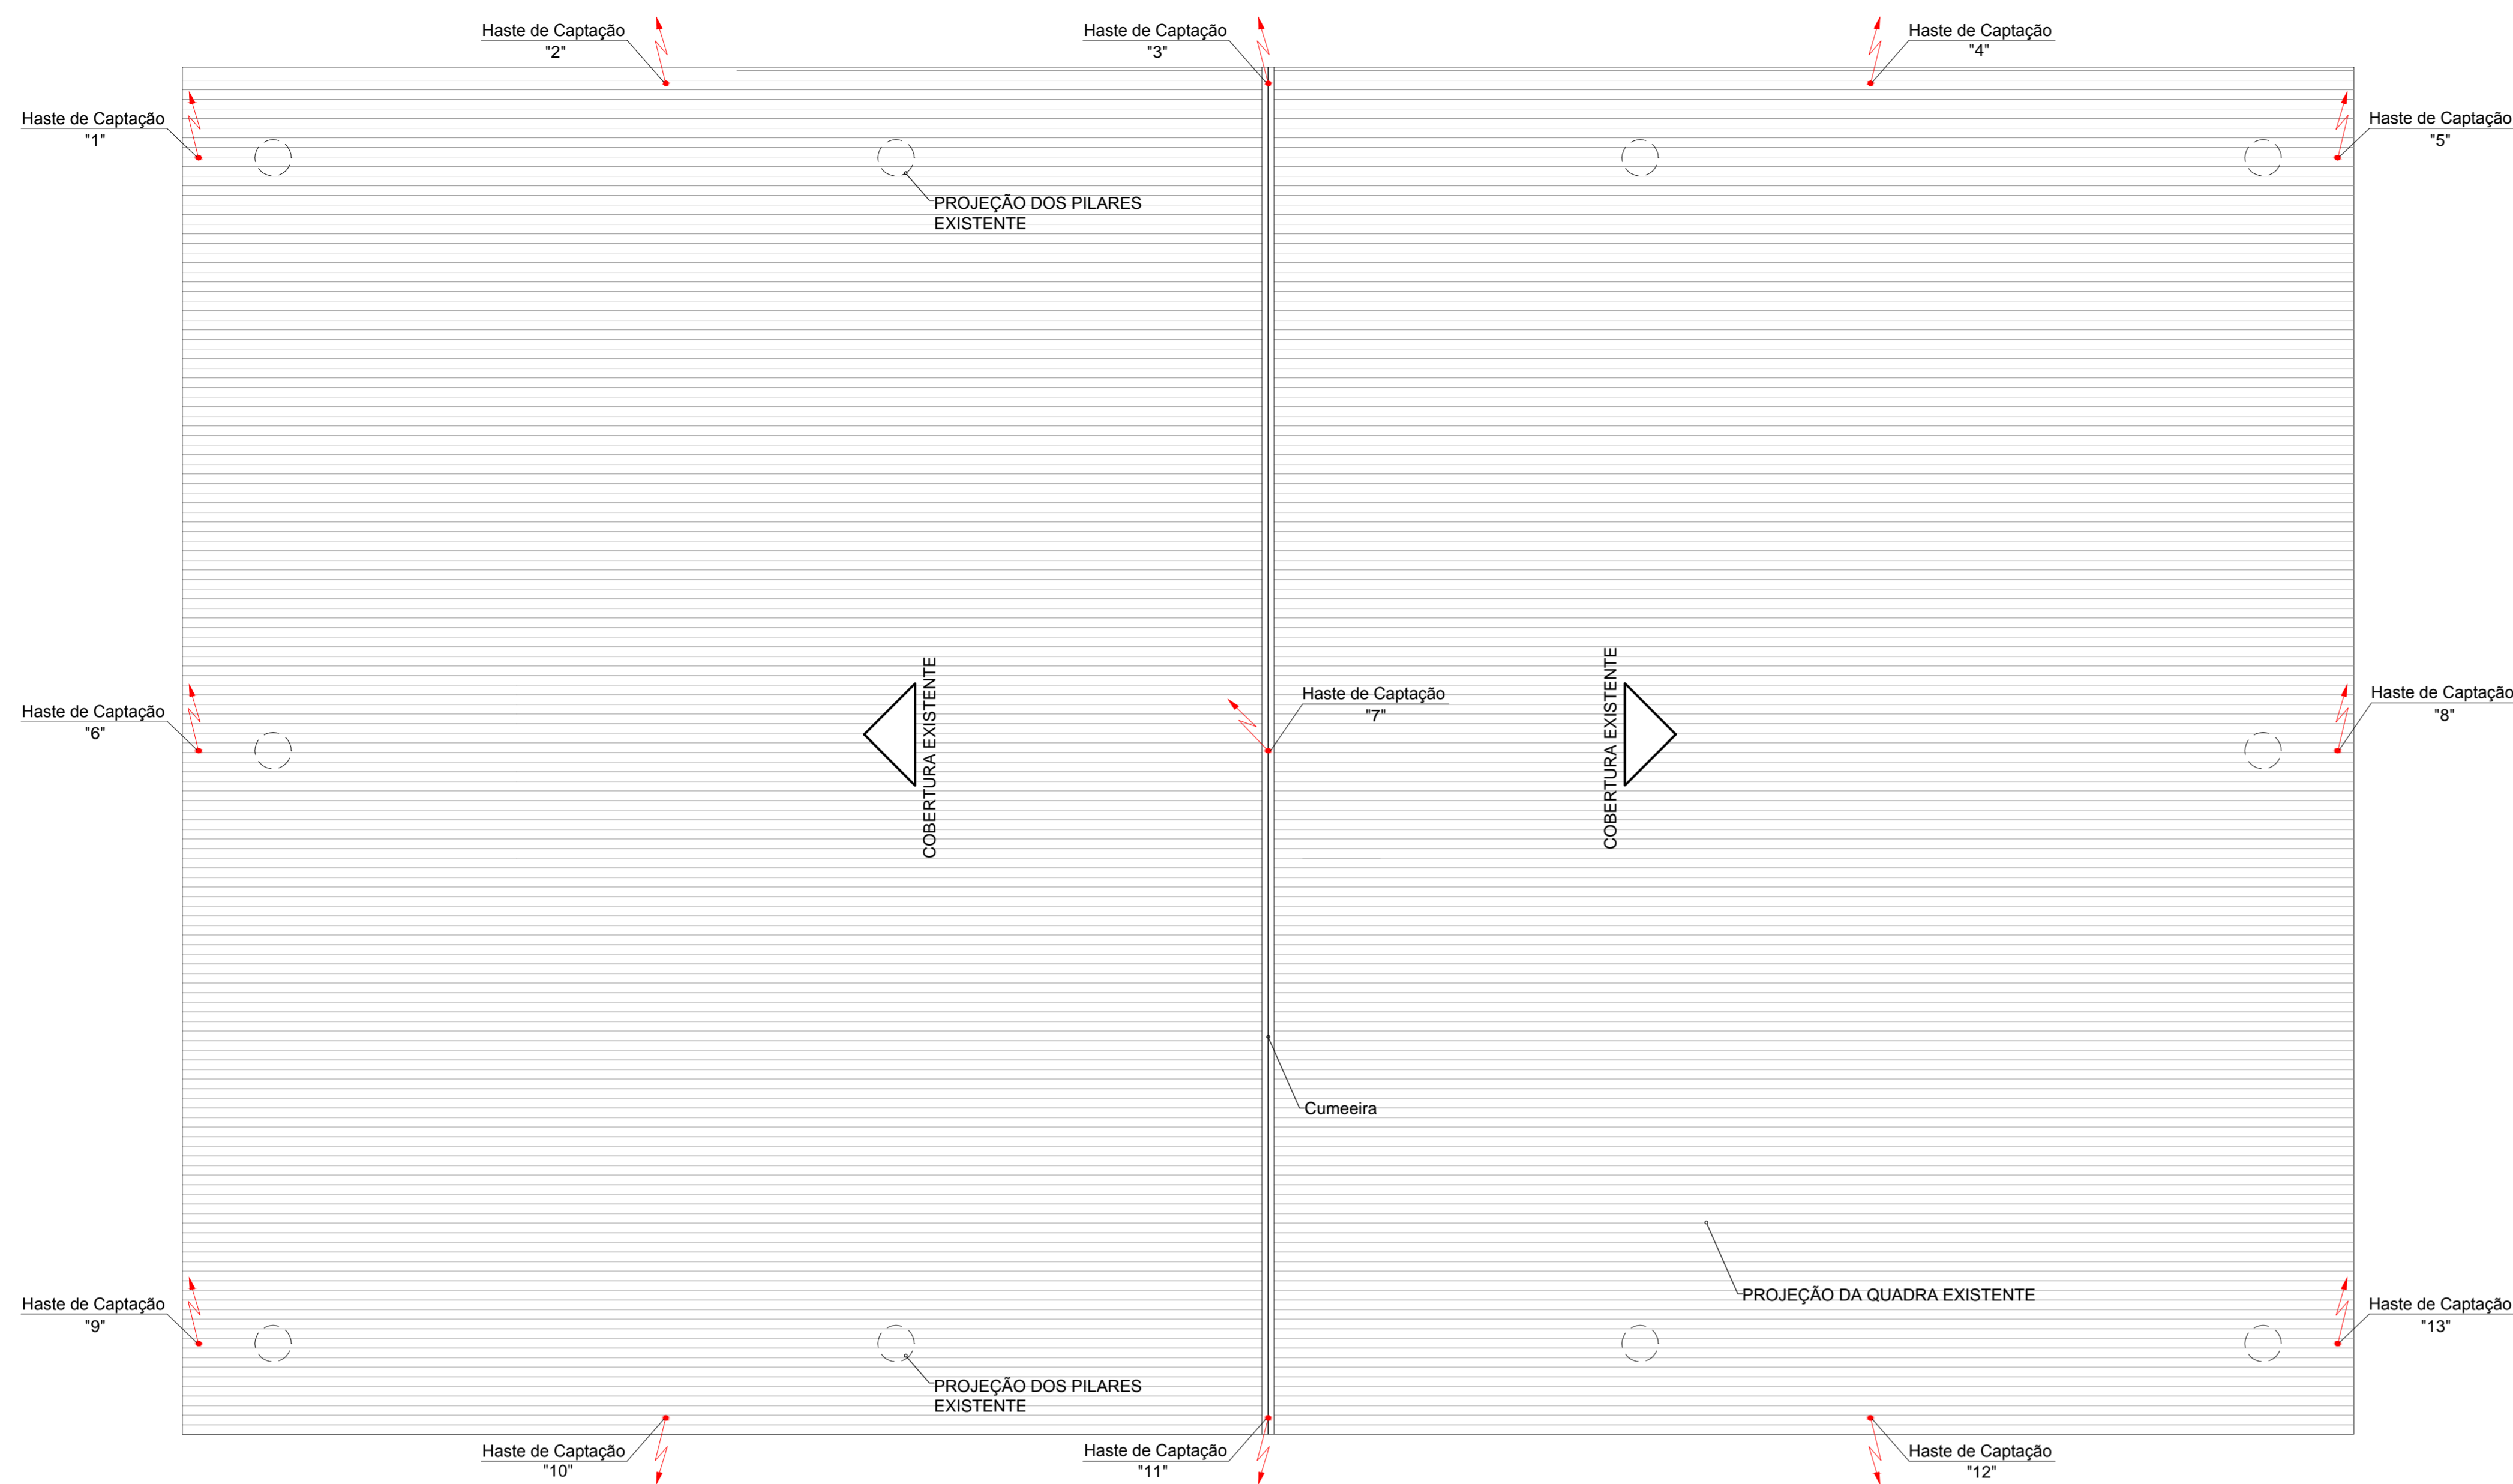 Haste de Captação
"2"
Haste de Captação
"3"
Haste de Captação
"4"
Haste de Captação
"1"
Haste de Captação
"5"
PROJEÇÃO DOS PILARES
EXISTENTE
COBERTURA EXISTENTE
COBERTURA EXISTENTE
Haste de Captação
"6"
Haste de Captação
"7"
Haste de Captação
"8"
Cumeeira
PROJEÇÃO DA QUADRA EXISTENTE
Haste de Captação
"9"
Haste de Captação
"13"
PROJEÇÃO DOS PILARES
EXISTENTE
Haste de Captação
"10"
Haste de Captação
"11"
Haste de Captação
"12"